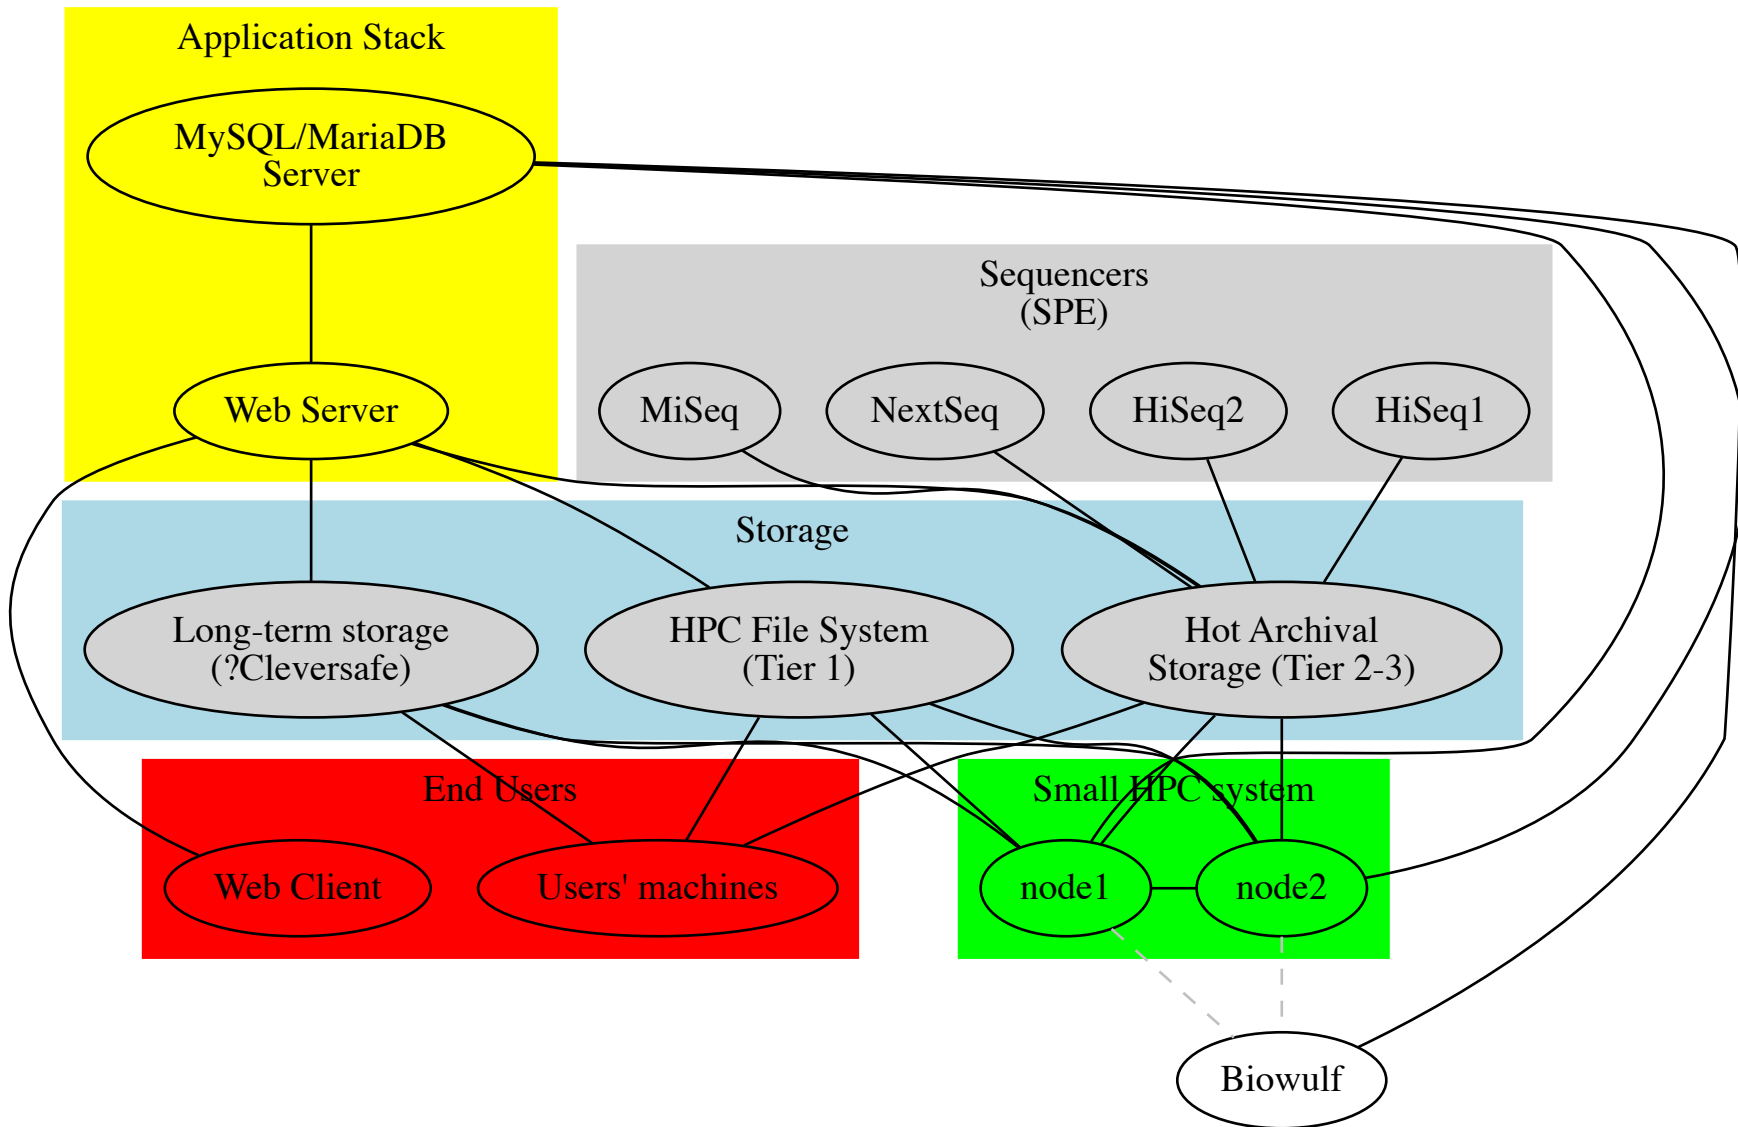 Application Stack
MySQL/MariaDB
Server
Sequencers
(SPE)
Web Server
MiSeq
NextSeq
HiSeq2
HiSeq1
Storage
Long-term storage
(?Cleversafe)
HPC File System
(Tier 1)
Hot Archival
Storage (Tier 2-3)
End Users
Small HPC system
Web Client
Users' machines
node1
node2
Biowulf